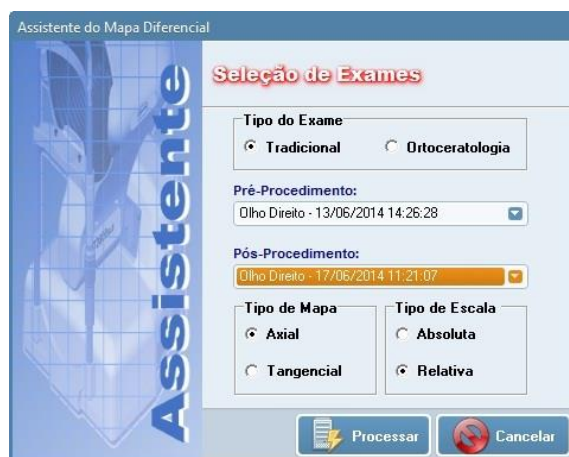 Assistente do Mapa Diferencial
Assistente
Seleção de Exames
Tipo do Exame
Tradicional Ortoceratologia
Pré-Procedimento:
Olho Direito - 13/06/2014 14:26:28
Pós-Procedimento:
Olho Direito - 17/06/2014 11:21:07
Tipo de Mapa Tipo de Escala
Axial Absoluta
Tangencial Relativa
Processar Cancelar